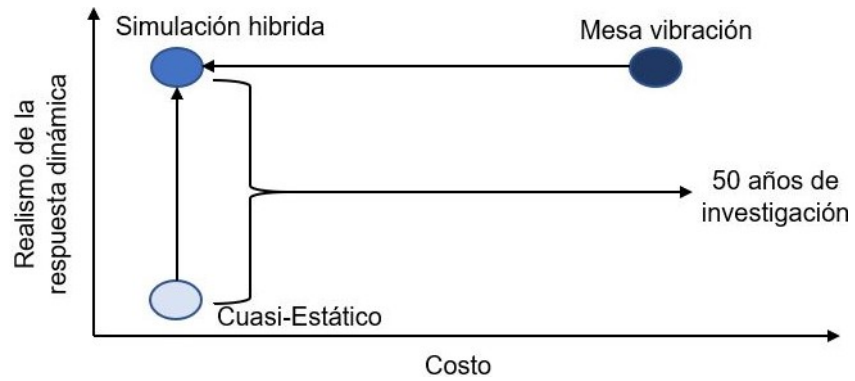 Simulación hibrida
Mesa vibración
Realismo de la
respuesta dinámica
50 años de
investigación
Cuasi-Estático
Costo